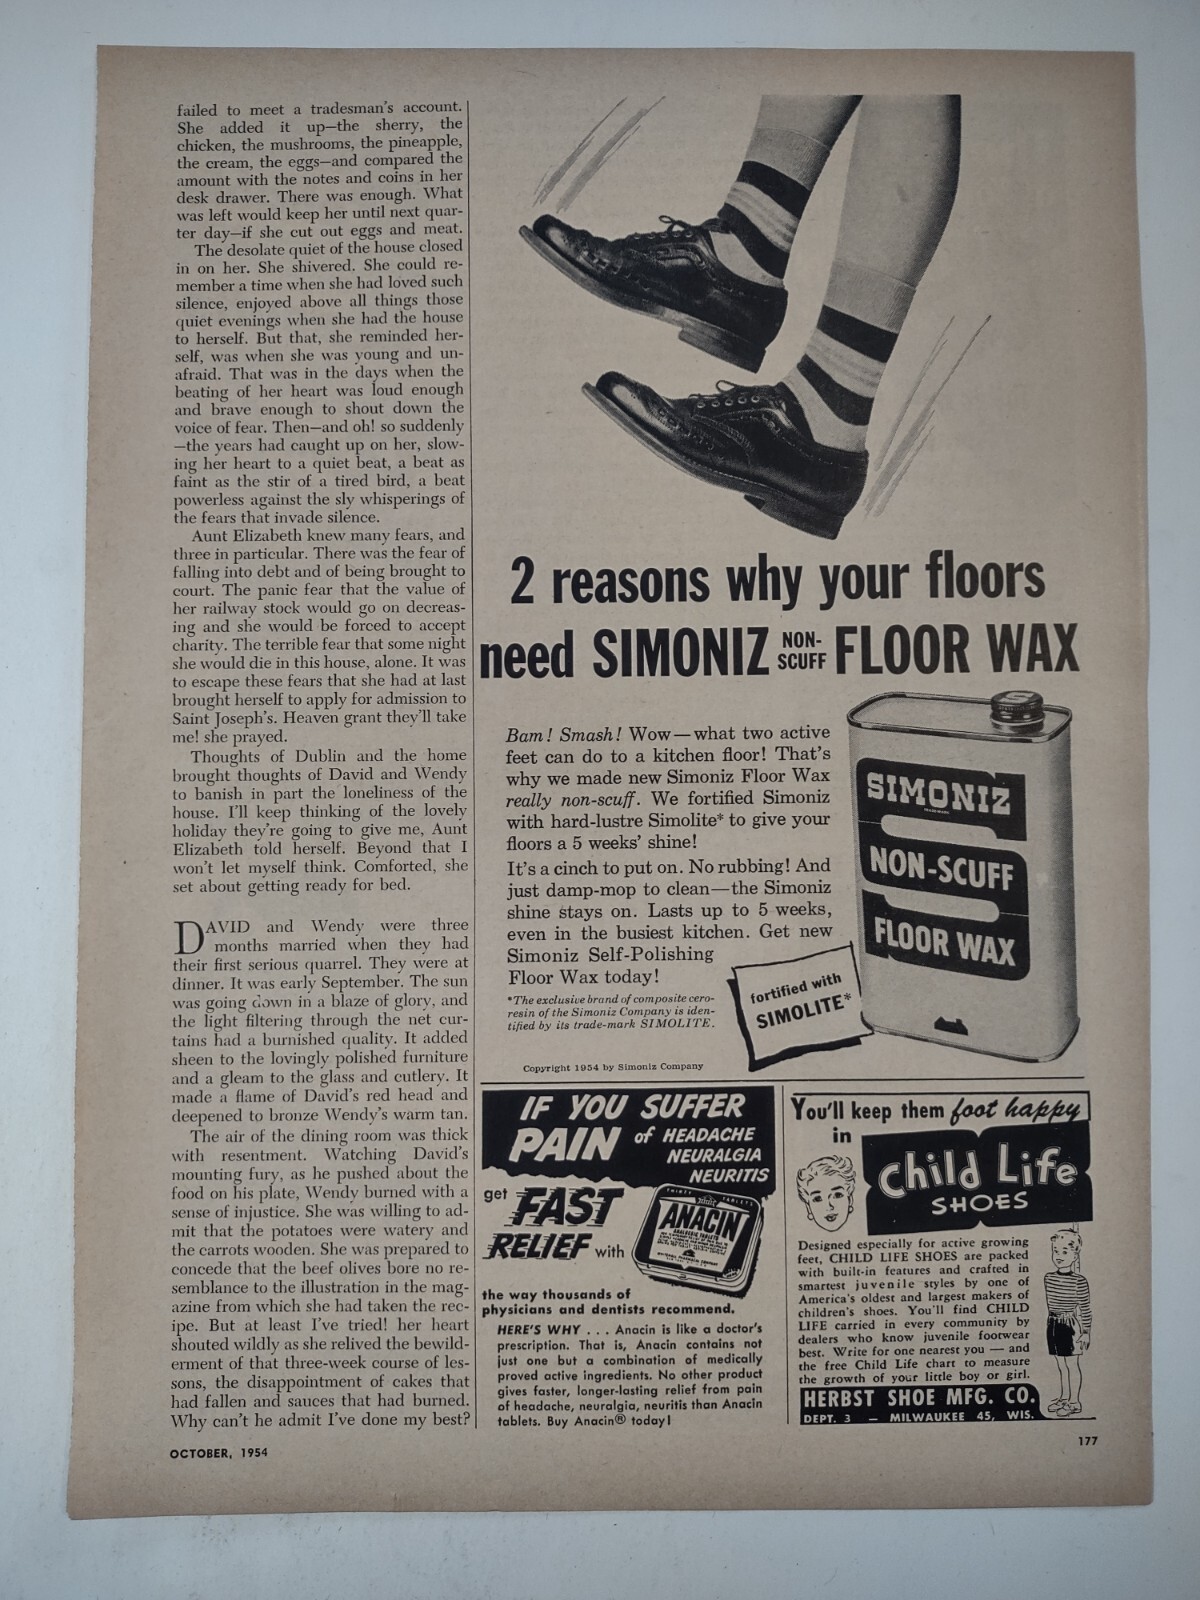 failed to meet a tradesman's account.
She added it up—the sherry, the
chicken, the mushrooms, the pineapple,
the cream, the eggs—and compared the
amount with the notes and coins in her
desk drawer. There was enough. What
was left would keep her until next quar-
ter day—if she cut out eggs and meat.
The desolate quiet of the house closed
in on her. She shivered. She could re-
member a time when she had loved such
silence, enjoyed above all things those
quiet evenings when she had the house
to herself. But that, she reminded her-
self, was when she was young and un-
afraid. That was in the days when the
beating of her heart was loud enough
and brave enough to shout down the
voice of fear. Then—and oh! so suddenly
—the years had caught up on her, slow-
ing her heart to a quiet beat, a beat as
faint as the stir of a tired bird, a beat
powerless against the sly whisperings of
the fears that invade silence.
Aunt Elizabeth knew many fears, and
three in particular. There was the fear of
falling into debt and of being brought to
court. The panic fear that the value of
her railway stock would go on decreas-
ing and she would be forced to accept
charity. The terrible fear that some night
she would die in this house, alone. It was
to escape these fears that she had at last
brought herself to apply for admission to
Saint Joseph's. Heaven grant they'll take
me! she prayed.
Thoughts of Dublin and the home
brought thoughts of David and Wendy
to banish in part the loneliness of the
house. I'll keep thinking of the lovely
holiday they're going to give me, Aunt
Elizabeth told herself. Beyond that I
won't let myself think. Comforted, she
set about getting ready for bed.
DAVID and Wendy were three
months married when they had
their first serious quarrel. They were at
dinner. It was early September. The sun
was going down in a blaze of glory, and
the light filtering through the net cur-
tains had a burnished quality. It added
sheen to the lovingly polished furniture
and a gleam to the glass and cutlery. It
made a flame of David's red head and
deepened to bronze Wendy's warm tan.
The air of the dining room was thick
with resentment. Watching David's
mounting fury, as he pushed about the
food on his plate, Wendy burned with a
sense of injustice. She was willing to ad-
mit that the potatoes were watery and
the carrots wooden. She was prepared to
concede that the beef olives bore no re-
semblance to the illustration in the mag-
azine from which she had taken the rec-
ipe. But at least I've tried! her heart
shouted wildly as she relived the bewild-
erment of that three-week course of les-
sons, the disappointment of cakes that
had fallen and sauces that had burned.
Why can't he admit I've done my best?
2 reasons why your floors
need SIMONIZ NON-SCUFF FLOOR WAX
Bam! Smash! Wow—what two active
feet can do to a kitchen floor! That's
why we made new Simoniz Floor Wax
really non-scuff. We fortified Simoniz
with hard-lustre Simolite* to give your
floors a 5 weeks' shine!
It's a cinch to put on. No rubbing! And
just damp-mop to clean—the Simoniz
shine stays on. Lasts up to 5 weeks,
even in the busiest kitchen. Get new
Simoniz Self-Polishing
Floor Wax today!
*The exclusive brand of composite cero-
resin of the Simoniz Company is iden-
tified by its trade-mark SIMOLITE.
Copyright 1954 by Simoniz Company
SIMONIZ
NON-SCUFF
FLOOR WAX
fortified with
SIMOLITE*
IF YOU SUFFER
PAIN of HEADACHE
NEURALGIA
NEURITIS
get FAST
RELIEF with
THIRTY TABLETS
ANACIN
ANALGESIC TABLETS
the way thousands of
physicians and dentists recommend.
HERE'S WHY . . . Anacin is like a doctor's
prescription. That is, Anacin contains not
just one but a combination of medically
proved active ingredients. No other product
gives faster, longer-lasting relief from pain
of headache, neuralgia, neuritis than Anacin
tablets. Buy Anacin® today!
You'll keep them foot happy
in
Child Life
SHOES
Designed especially for active growing
feet, CHILD LIFE SHOES are packed
with built-in features and crafted in
smartest juvenile styles by one of
America's oldest and largest makers of
children's shoes. You'll find CHILD
LIFE carried in every community by
dealers who know juvenile footwear
best. Write for one nearest you — and
the free Child Life chart to measure
the growth of your little boy or girl.
HERBST SHOE MFG. CO.
DEPT. 3 — MILWAUKEE 45, WIS.
OCTOBER, 1954
177